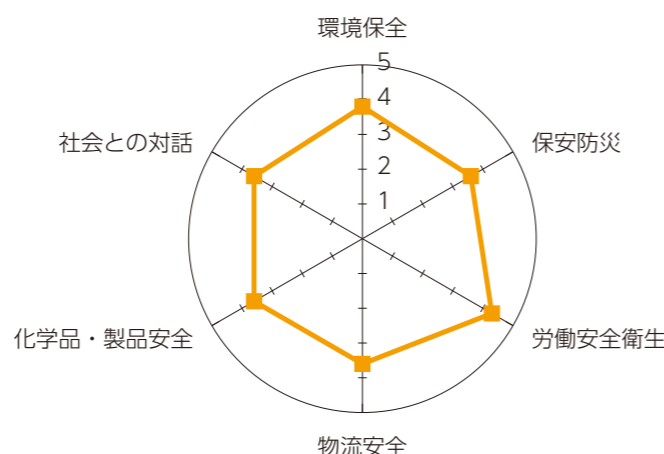 環境保全
5
4
3
2
1
保安防災
社会との対話
化学品・製品安全
労働安全衛生
物流安全